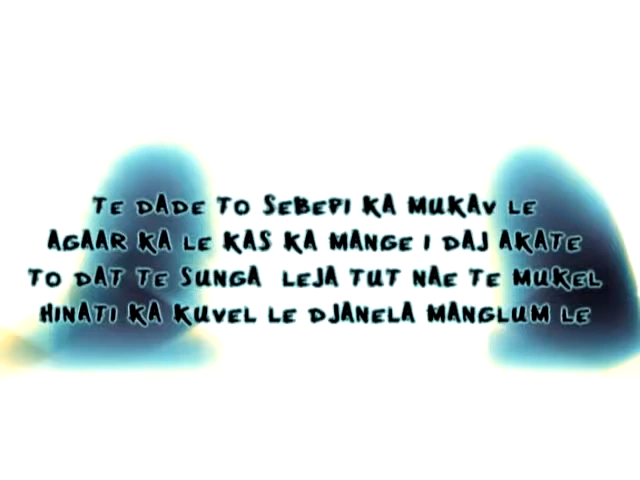 TE DADE TO SEBEPI KA MUKAV LE
AGAAR KA LE KAS KA MANGE I DAJ AKATE
TO DAT TE SUNGA LEJA TUT NAE TE MUKEL
HINATI KA KUVEL LE DJANELA MANGLUM LE